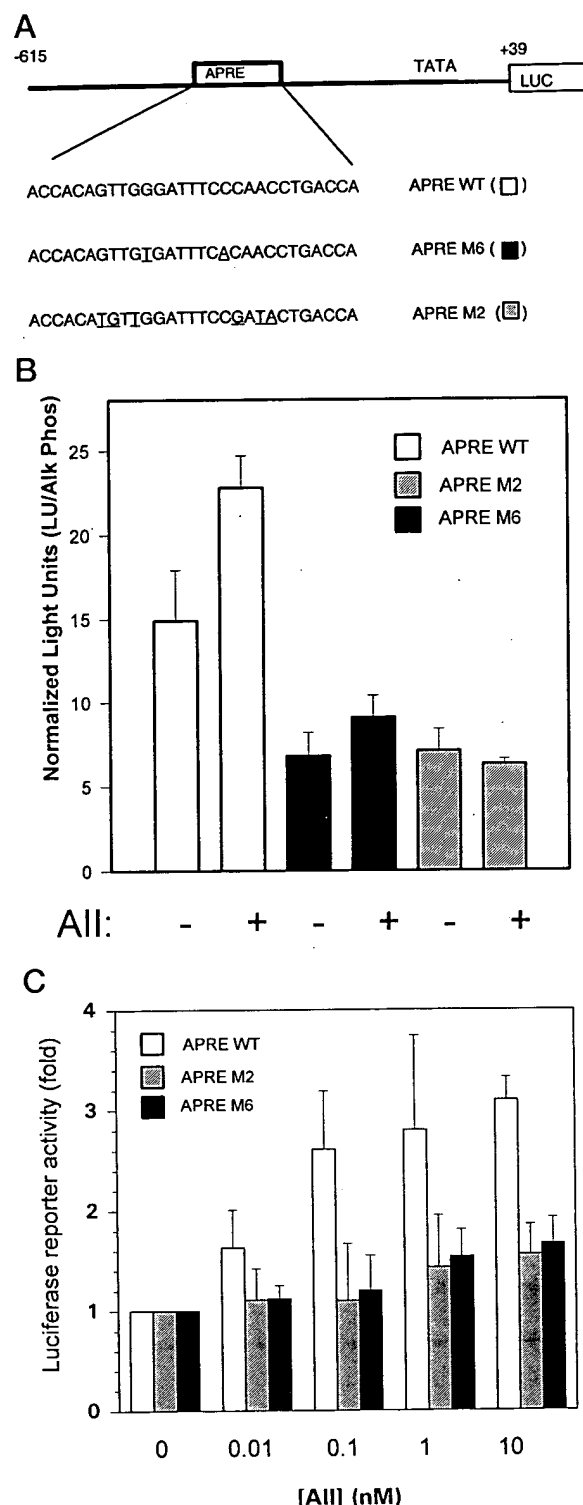 A
-615
APRE
TATA
+39
LUC
ACCACAGTTGGGATTTCCCAACCTGACCA
APRE WT (□)
ACCACAGTTGTGATTTCACAACCTGACCA
APRE M6 (■)
ACCACATGTTGGATTTCCGATACTGACCA
APRE M2 (▒)
B
Normalized Light Units (LU/Alk Phos)
25
20
15
10
5
0
APRE WT
APRE M2
APRE M6
AII: - + - + - +
C
Luciferase reporter activity (fold)
4
3
2
1
0
APRE WT
APRE M2
APRE M6
0 0.01 0.1 1 10
[AII] (nM)